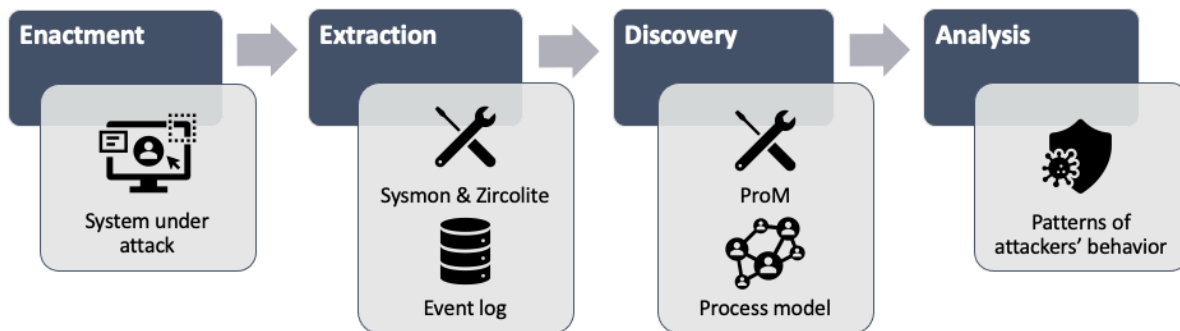 Enactment
System under
attack
Extraction
Sysmon & Zircolite
Event log
Discovery
ProM
Process model
Analysis
Patterns of
attackers' behavior